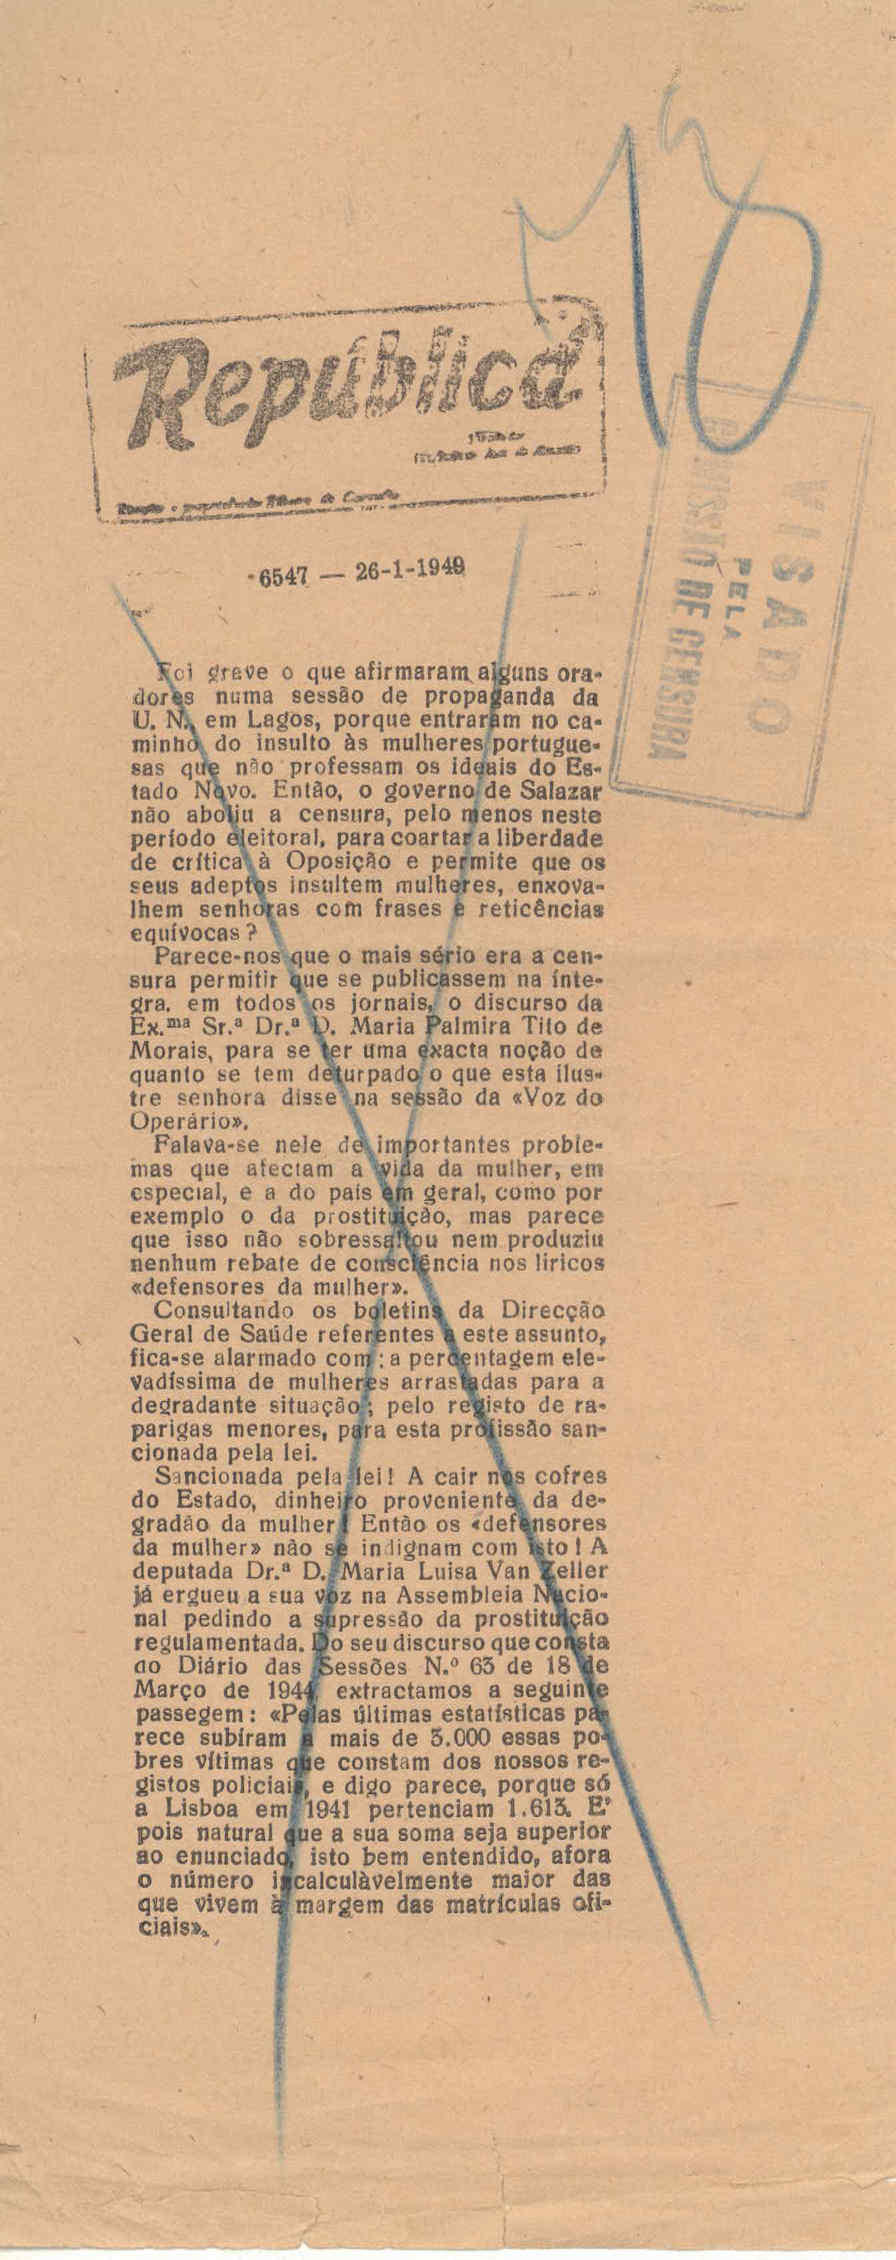 República
6547 — 26-1-1949
VISADO
PELA
COMISSÃO DE CENSURA
Foi grave o que afirmaram alguns ora-
dores numa sessão de propaganda da
U. N., em Lagos, porque entraram no ca-
minho do insulto às mulheres portugue-
sas que não professam os ideais do Es-
tado Novo. Então, o governo de Salazar
não aboliu a censura, pelo menos neste
período eleitoral, para coartar a liberdade
de crítica à Oposição e permite que os
seus adeptos insultem mulheres, enxova-
lhem senhoras com frases e reticências
equívocas?
Parece-nos que o mais sério era a cen-
sura permitir que se publicassem na ínte-
gra, em todos os jornais, o discurso da
Ex.ma Sr.ª Dr.ª D. Maria Palmira Tito de
Morais, para se ter uma exacta noção de
quanto se tem deturpado o que esta ilus-
tre senhora disse na sessão da «Voz do
Operário».
Falava-se nele de importantes proble-
mas que afectam a vida da mulher, em
especial, e a do país em geral, como por
exemplo o da prostituição, mas parece
que isso não sobressaltou nem produziu
nenhum rebate de consciência nos líricos
«defensores da mulher».
Consultando os boletins da Direcção
Geral de Saúde referentes a este assunto,
fica-se alarmado com: a percentagem ele-
vadíssima de mulheres arrastadas para a
degradante situação; pelo registo de ra-
parigas menores, para esta profissão san-
cionada pela lei.
Sancionada pela lei! A cair nos cofres
do Estado, dinheiro proveniente da de-
gradão da mulher! Então os «defensores
da mulher» não se indignam com isto! A
deputada Dr.ª D. Maria Luisa Van Zeller
já ergueu a sua voz na Assembleia Nacio-
nal pedindo a supressão da prostituição
regulamentada. Do seu discurso que consta
ao Diário das Sessões N.º 63 de 18 de
Março de 1944 extractamos a seguinte
passegem: «Pelas últimas estatísticas pa-
rece subiram a mais de 3.000 essas po-
bres vítimas que constam dos nossos re-
gistos policiais, e digo parece, porque só
a Lisboa em 1941 pertenciam 1.613. E'
pois natural que a sua soma seja superior
ao enunciado, isto bem entendido, afora
o número incalculàvelmente maior das
que vivem à margem das matrículas ofi-
ciais».